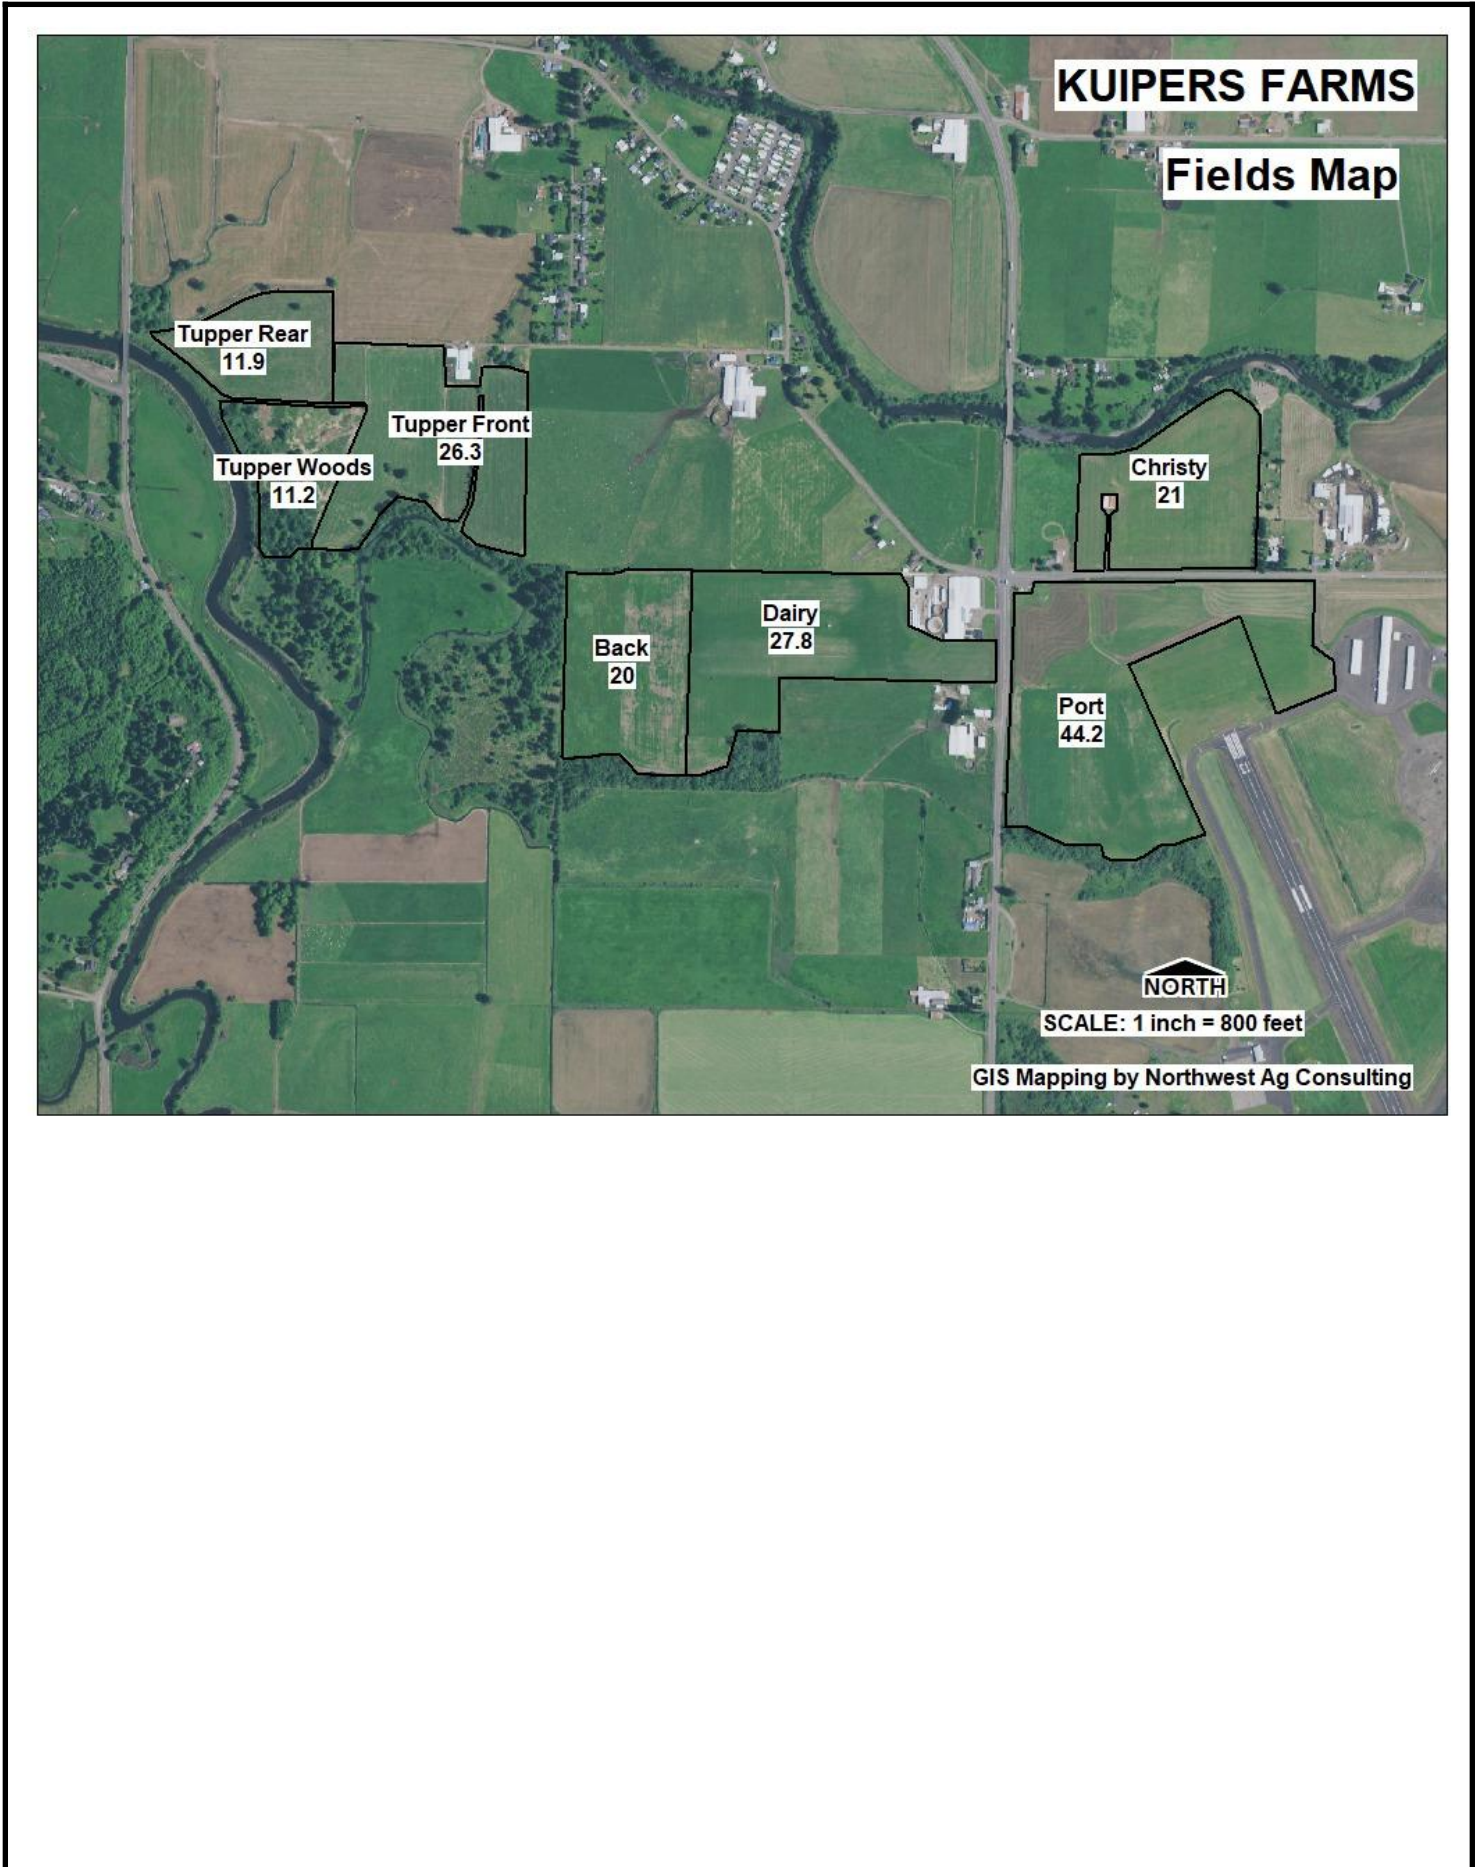 KUIPERS FARMS
Fields Map
Tupper Rear
11.9
Tupper Front
26.3
Tupper Woods
11.2
Christy
21
Back
20
Dairy
27.8
Port
44.2
NORTH
SCALE: 1 inch = 800 feet
GIS Mapping by Northwest Ag Consulting